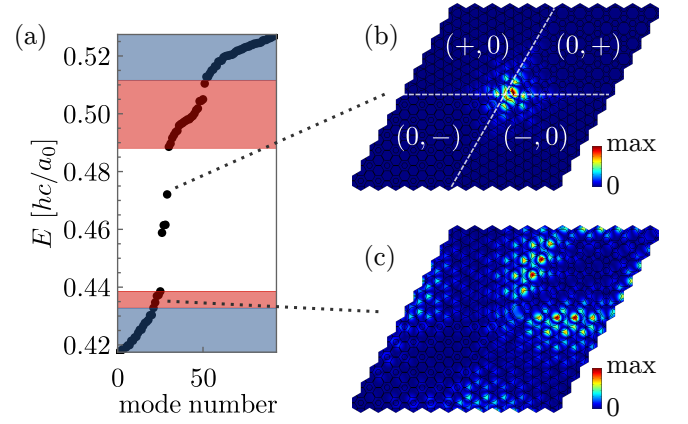 (a)
0.52
0.50
0.48
0.46
0.44
0.42
E [hc/a₀]
0
50
mode number
(b)
(+, 0)
(0, +)
(0, −)
(−, 0)
max
0
(c)
max
0